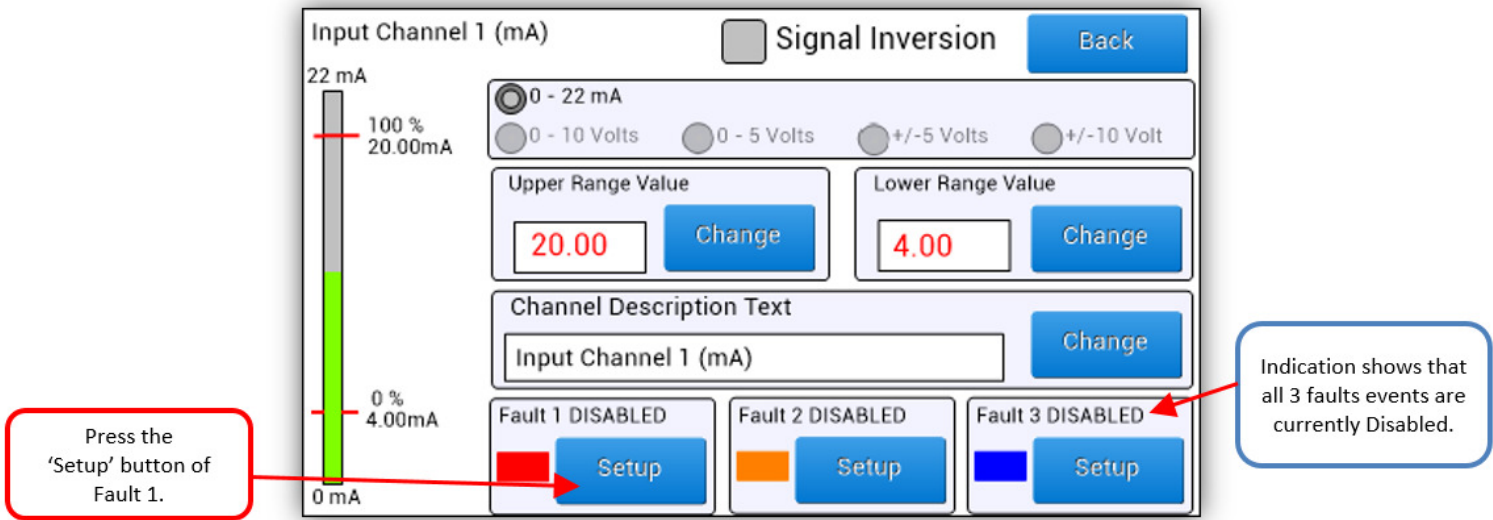 Input Channel 1 (mA)
Signal Inversion
Back
22 mA
100 %
20.00mA
0 %
4.00mA
0 mA
0 - 22 mA
0 - 10 Volts
0 - 5 Volts
+/-5 Volts
+/-10 Volt
Upper Range Value
20.00
Change
Lower Range Value
4.00
Change
Channel Description Text
Input Channel 1 (mA)
Change
Fault 1 DISABLED
Setup
Fault 2 DISABLED
Setup
Fault 3 DISABLED
Setup
Press the
‘Setup’ button of
Fault 1.
Indication shows that
all 3 faults events are
currently Disabled.